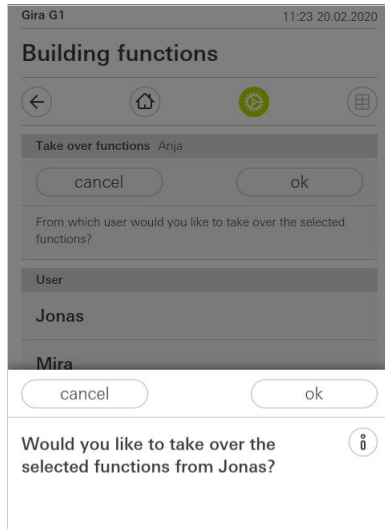 Gira G1 11:23 20.02.2020
Building functions
Take over functions Anja
cancel ok
From which user would you like to take over the selected
functions?
User
Jonas
Mira
cancel ok
Would you like to take over the
selected functions from Jonas?